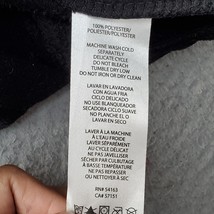 100% POLYESTER/
POLIESTER/POLYESTER
MACHINE WASH COLD
SEPARATELY
DELICATE CYCLE
DO NOT BLEACH
TUMBLE DRY LOW
DO NOT IRON OR DRY CLEAN
LAVAR EN LAVADORA
CON AGUA FRIA
CICLO DELICADO
NO USE BLANQUEADOR
SECADORA CICLO SUAVE
NO PLANCHAR
NI LAVAR EN SECO
LAVER À LA MACHINE
À L'EAU FROIDE
LAVER SÉPARÉMENT
AU CYCLE DÉLICAT
NE PAS JAVELLISER
SÉCHER PAR CULBUTAGE
À BASSE TEMPÉRATURE
NE PAS REPASSER
OU NETTOYER À SEC
RN# 54163
CA# 57151